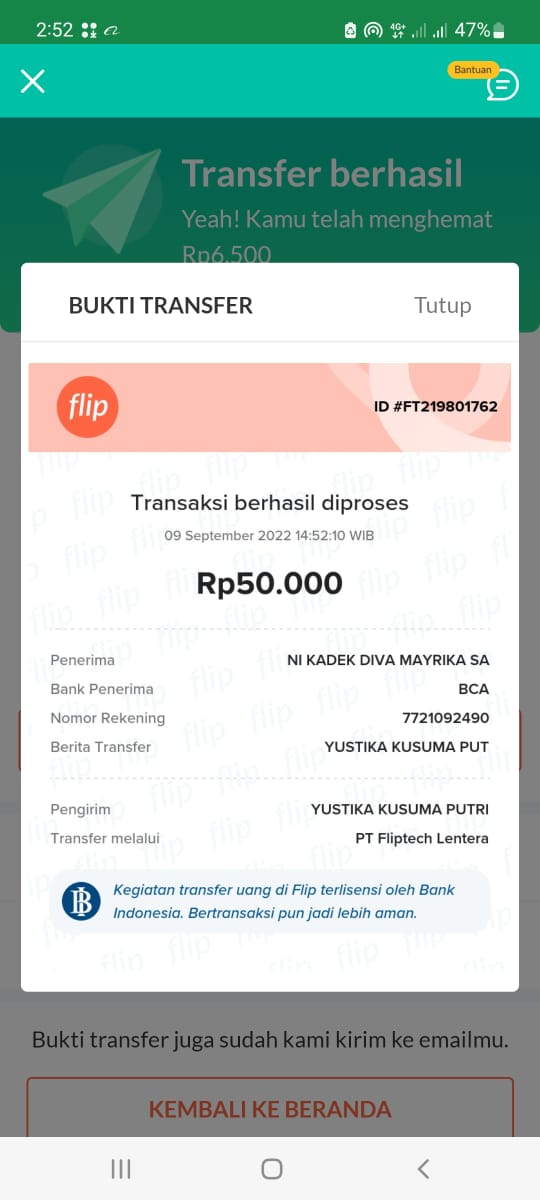 2:52
4G+
47%
Bantuan
Transfer berhasil
Yeah! Kamu telah menghemat
Rp6.500
BUKTI TRANSFER
Tutup
flip
ID #FT219801762
Transaksi berhasil diproses
09 September 2022 14:52:10 WIB
Rp50.000
Penerima
NI KADEK DIVA MAYRIKA SA
Bank Penerima
BCA
Nomor Rekening
7721092490
Berita Transfer
YUSTIKA KUSUMA PUT
Pengirim
YUSTIKA KUSUMA PUTRI
Transfer melalui
PT Fliptech Lentera
Kegiatan transfer uang di Flip terlisensi oleh Bank
Indonesia. Bertransaksi pun jadi lebih aman.
Bukti transfer juga sudah kami kirim ke emailmu.
KEMBALI KE BERANDA